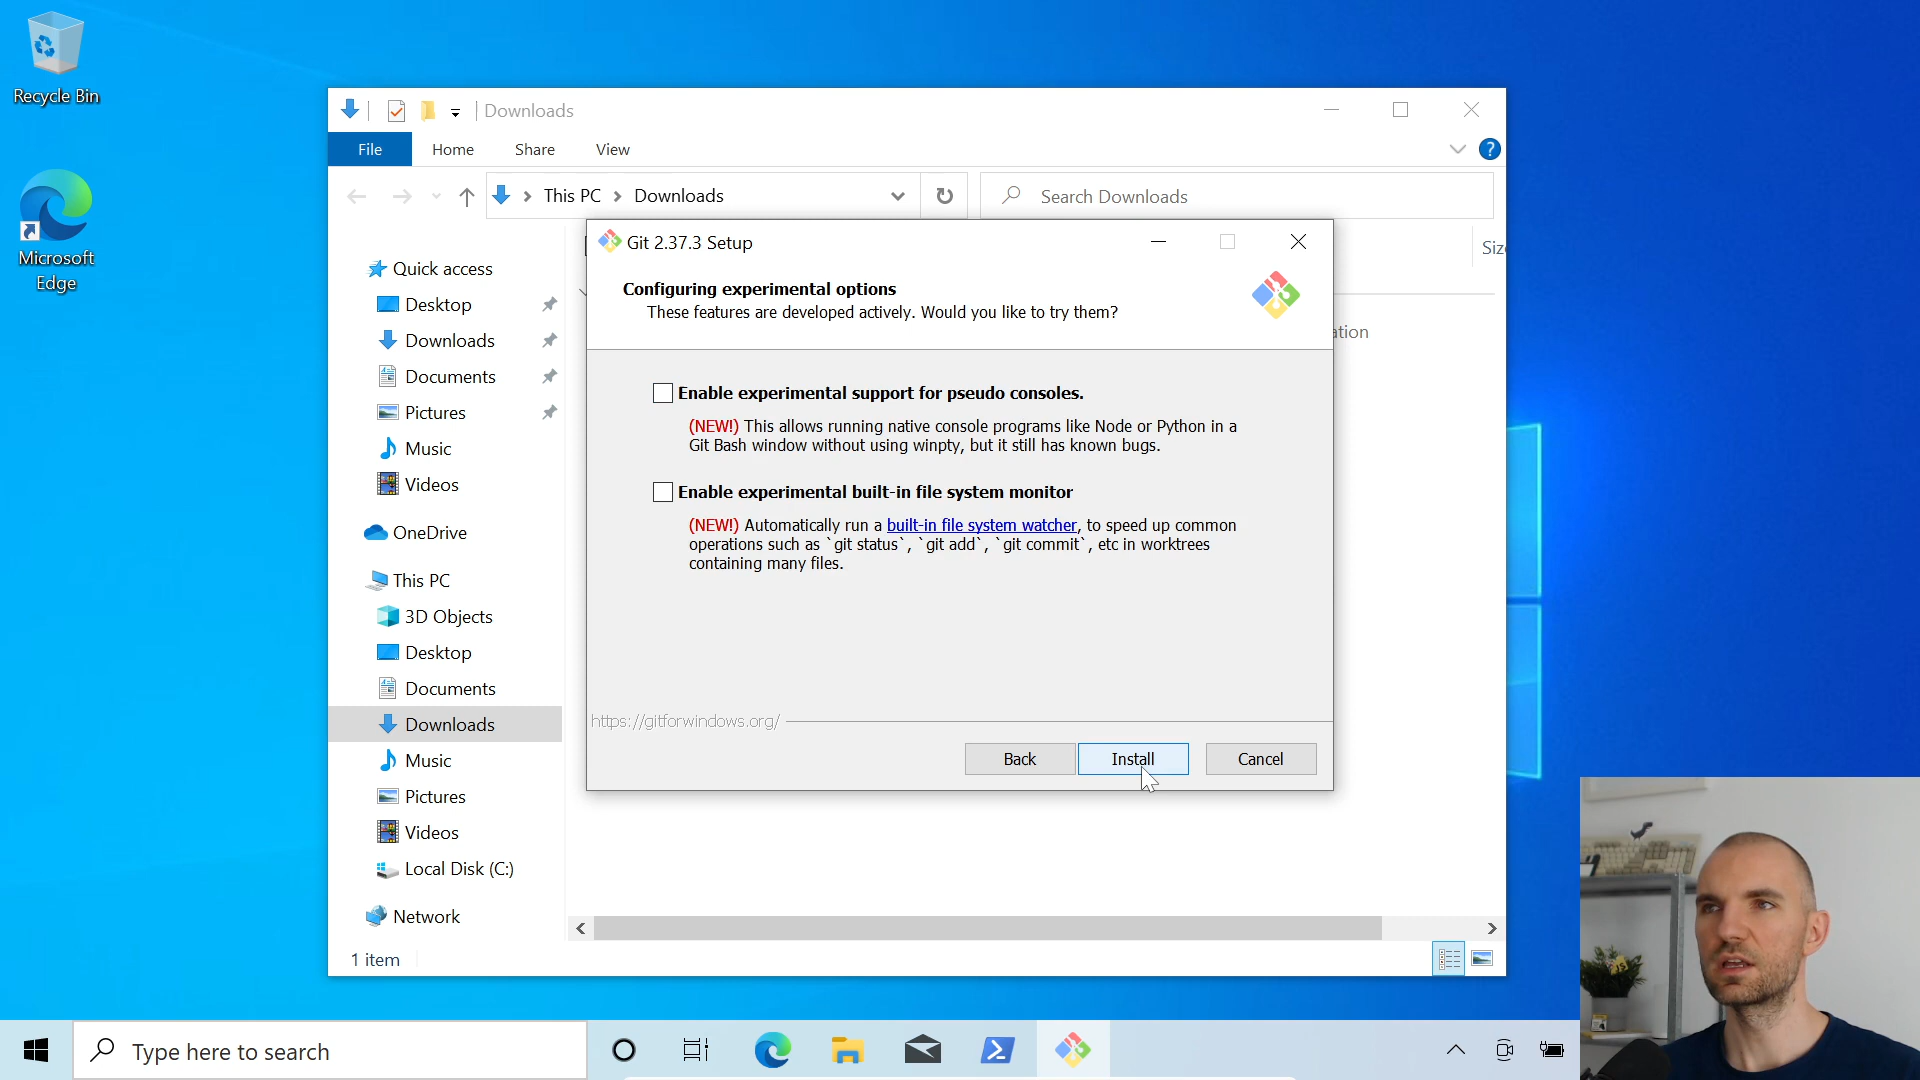 Recycle Bin
Microsoft
Edge
Downloads
File
Home
Share
View
?
This PC
Downloads
Search Downloads
Quick access
Desktop
Downloads
Documents
Pictures
Music
Videos
OneDrive
This PC
3D Objects
Desktop
Documents
Downloads
Music
Pictures
Videos
Local Disk (C:)
Network
1 item
Git 2.37.3 Setup
Configuring experimental options
These features are developed actively. Would you like to try them?
Enable experimental support for pseudo consoles.
(NEW!) This allows running native console programs like Node or Python in a
Git Bash window without using winpty, but it still has known bugs.
Enable experimental built-in file system monitor
(NEW!) Automatically run a built-in file system watcher, to speed up common
operations such as `git status`, `git add`, `git commit`, etc in worktrees
containing many files.
https://gitforwindows.org/
Back
Install
Cancel
Type here to search